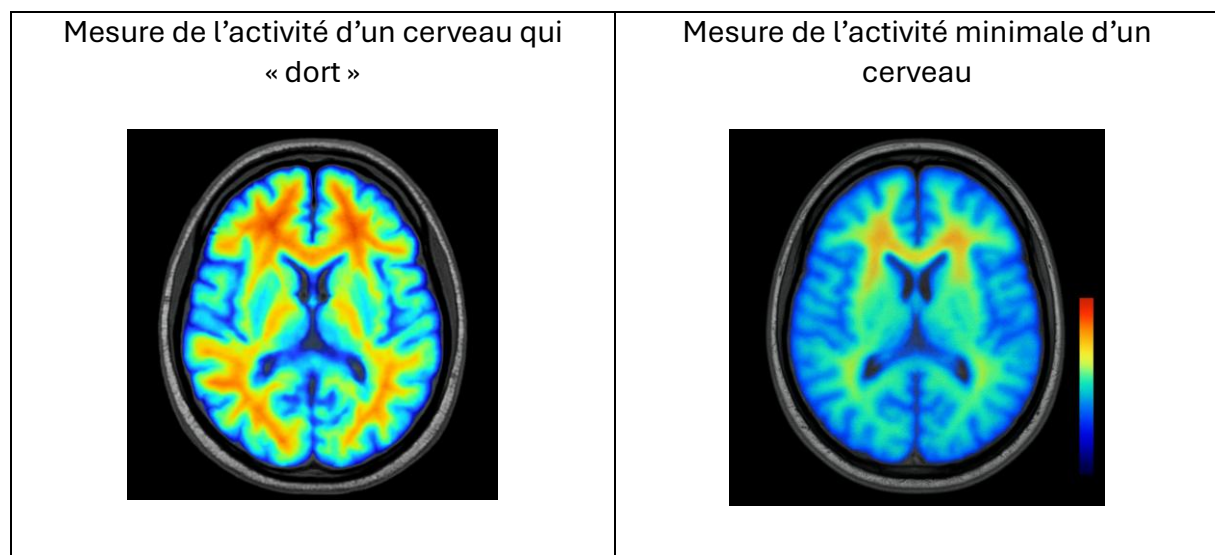 Mesure de l’activité d’un cerveau qui
« dort »
Mesure de l’activité minimale d’un
cerveau